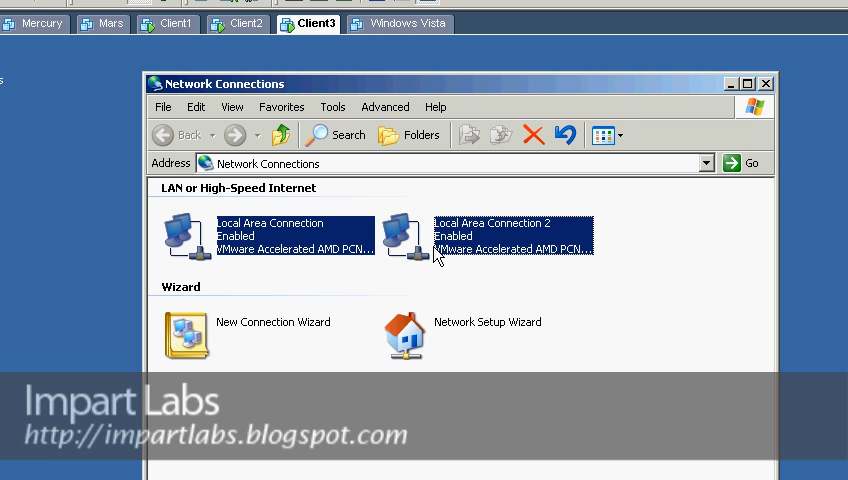 Mercury Mars Client1 Client2 Client3 Windows Vista
s
Network Connections
File Edit View Favorites Tools Advanced Help
Back Search Folders
Address Network Connections Go
LAN or High-Speed Internet
Local Area Connection
Enabled
VMware Accelerated AMD PCN...
Local Area Connection 2
Enabled
VMware Accelerated AMD PCN...
Wizard
New Connection Wizard
Network Setup Wizard
Impart Labs
http://impartlabs.blogspot.com